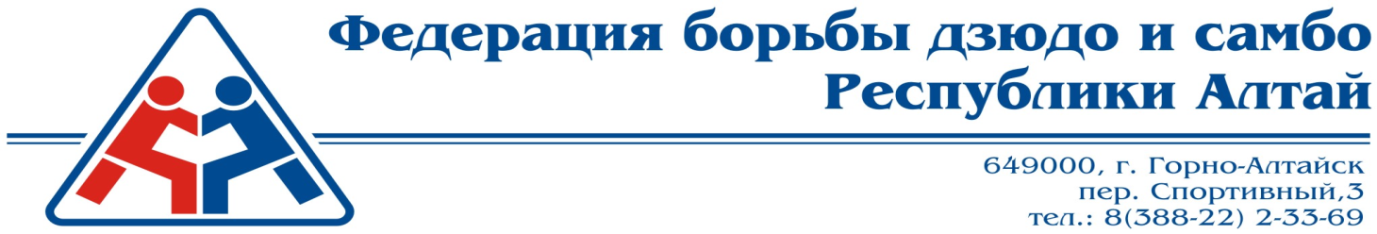 Федерация борьбы дзюдо и самбо
Республики Алтай
649000, г. Горно-Алтайск
пер. Спортивный,3
тел.: 8(388-22) 2-33-69